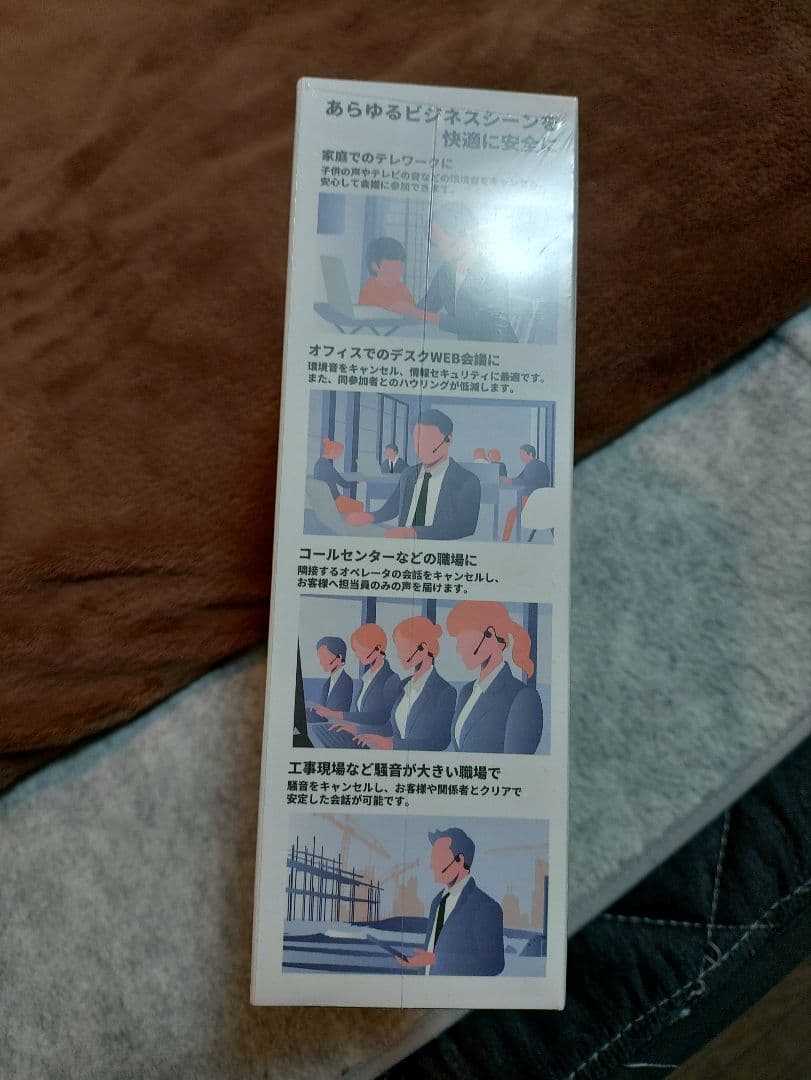 あらゆるビジネスシーンを
快適に安全に
家庭でのテレワークに
子供の声やテレビの音などの環境音をキャンセル、
安心して会議に参加できます。
オフィスでのデスクWEB会議に
環境音をキャンセル、情報セキュリティに最適です。
また、同参加者とのハウリングが低減します。
コールセンターなどの職場に
隣接するオペレータの会話をキャンセルし、
お客様へ担当員のみの声を届けます。
工事現場など騒音が大きい職場で
騒音をキャンセルし、お客様や関係者とクリアで
安定した会話が可能です。